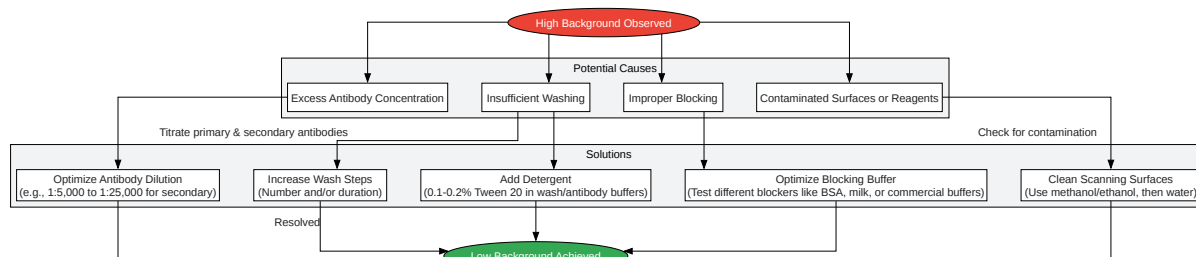 High Background Observed
Potential Causes
Excess Antibody Concentration
Insufficient Washing
Improper Blocking
Contaminated Surfaces or Reagents
Titrate primary & secondary antibodies
Check for contamination
Solutions
Optimize Antibody Dilution
(e.g., 1:5,000 to 1:25,000 for secondary)
Increase Wash Steps
(Number and/or duration)
Add Detergent
(0.1-0.2% Tween 20 in wash/antibody buffers)
Optimize Blocking Buffer
(Test different blockers like BSA, milk, or commercial buffers)
Clean Scanning Surfaces
(Use methanol/ethanol, then water)
Resolved
Low Background Achieved